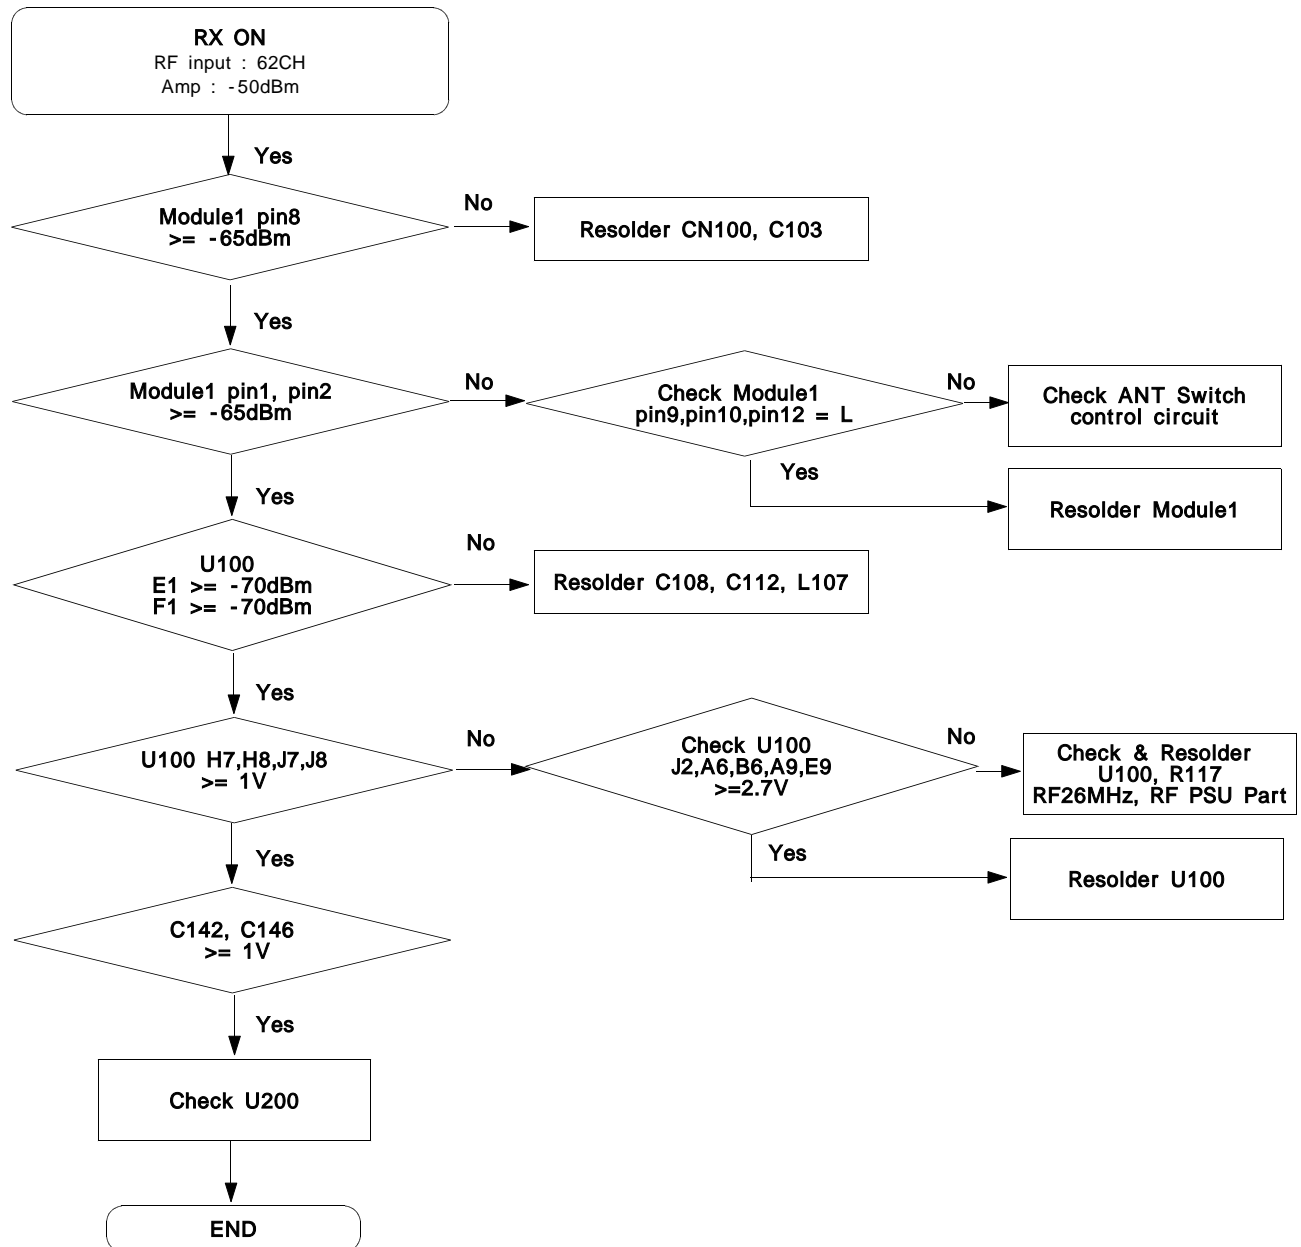 RX ON
RF input : 62CH
Amp : -50dBm
Yes
Module1 pin8
>= -65dBm
No
Resolder CN100, C103
Yes
Module1 pin1, pin2
>= -65dBm
No
Check Module1
pin9,pin10,pin12 = L
No
Check ANT Switch
control circuit
Yes
Resolder Module1
Yes
U100
E1 >= -70dBm
F1 >= -70dBm
No
Resolder C108, C112, L107
Yes
U100 H7,H8,J7,J8
>= 1V
No
Check U100
J2,A6,B6,A9,E9
>=2.7V
No
Check & Resolder
U100, R117
RF26MHz, RF PSU Part
Yes
Resolder U100
Yes
C142, C146
>= 1V
Yes
Check U200
END